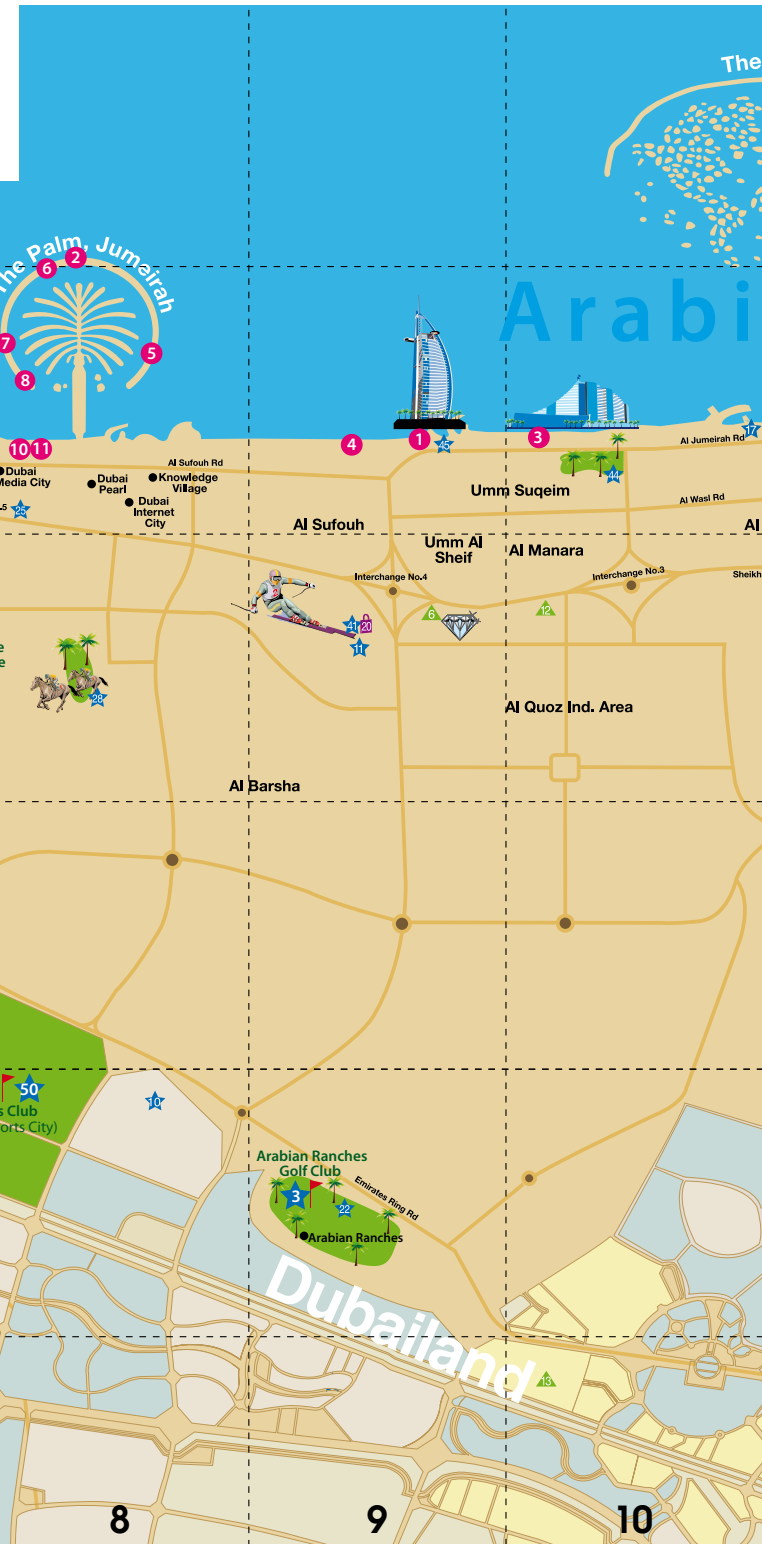 The
The Palm, Jumeirah
6
2
7
5
8
Arabi
10
11
4
1
45
3
17
Al Jumeirah Rd
Dubai
Media City
Al Sufouh Rd
Dubai
Pearl
Knowledge
Village
Dubai
Internet
City
25
.5
44
Umm Suqeim
Al Wasl Rd
Al Sufouh
Al
Umm Al
Sheif
Al Manara
Interchange No.4
Interchange No.3
Sheikh
41
20
11
6
12
e
e
28
Al Quoz Ind. Area
Al Barsha
50
s Club
orts City)
10
Arabian Ranches
Golf Club
3
22
Emirates Ring Rd
Arabian Ranches
Dubailand
13
8
9
10